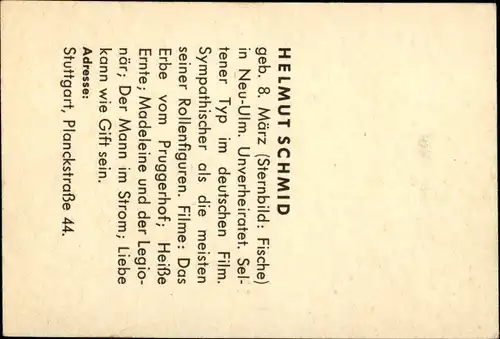 HELMUT SCHMID
geb. 8. März (Sternbild: Fische)
in Neu-Ulm. Unverheiratet. Sel-
tener Typ im deutschen Film.
Sympathischer als die meisten
seiner Rollenfiguren. Filme: Das
Erbe vom Pruggerhof; Heiße
Ernte; Madeleine und der Legio-
när; Der Mann im Strom; Liebe
kann wie Gift sein.
Adresse:
Stuttgart, Planckstraße 44.